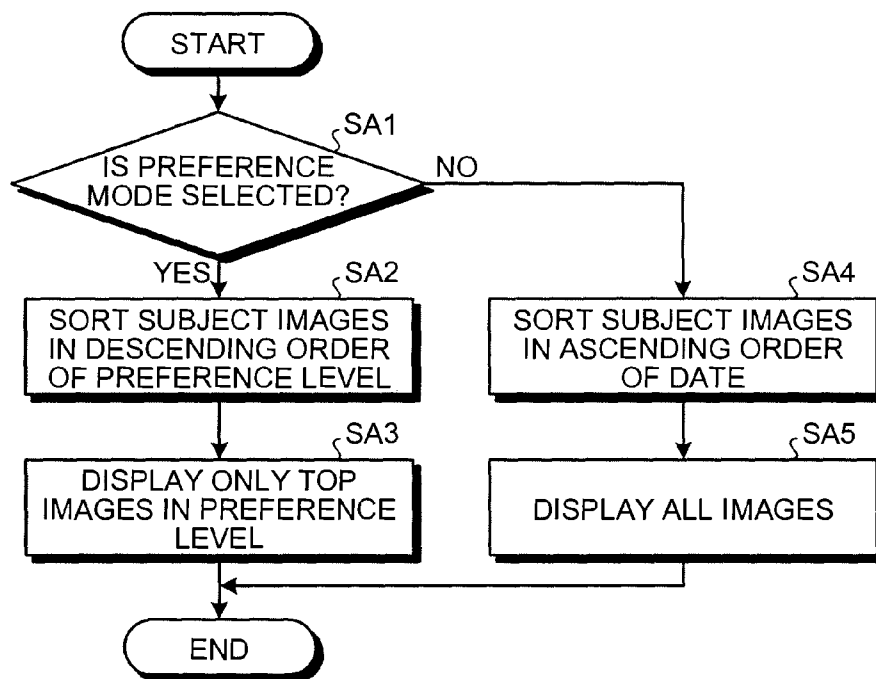 START
SA1
IS PREFERENCE
MODE SELECTED?
NO
YES
SA2
SORT SUBJECT IMAGES
IN DESCENDING ORDER
OF PREFERENCE LEVEL
SA4
SORT SUBJECT IMAGES
IN ASCENDING ORDER
OF DATE
SA3
DISPLAY ONLY TOP
IMAGES IN PREFERENCE
LEVEL
SA5
DISPLAY ALL IMAGES
END